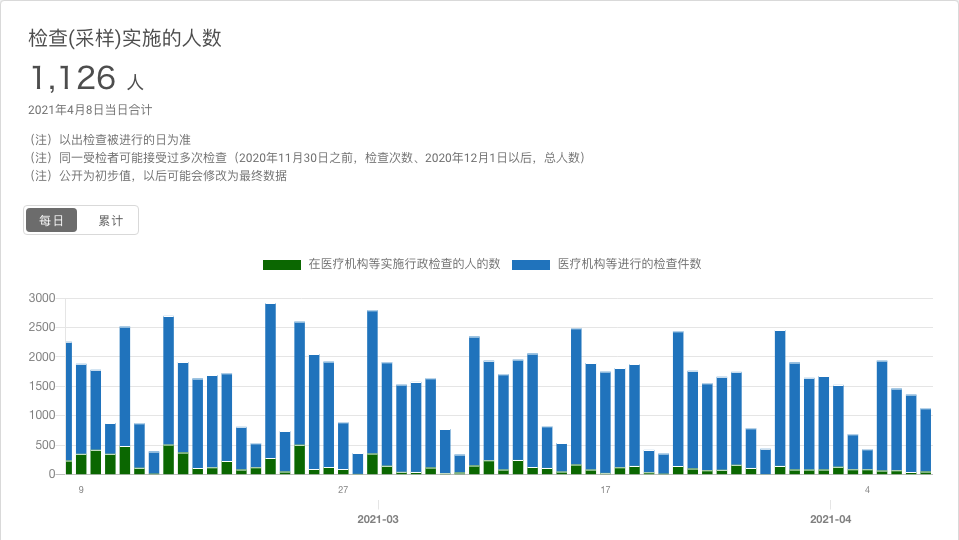 检查(采样)实施的人数
1,126 人
2021年4月8日当日合计
（注）以出检查被进行的日为准
（注）同一受检者可能接受过多次检查（2020年11月30日之前，检查次数、2020年12月1日以后，总人数）
（注）公开为初步值，以后可能会修改为最终数据
每日 累计
在医疗机构等实施行政检查的人的数 医疗机构等进行的检查件数
3000
2500
2000
1500
1000
500
0
9 27 17 4
2021-03 2021-04